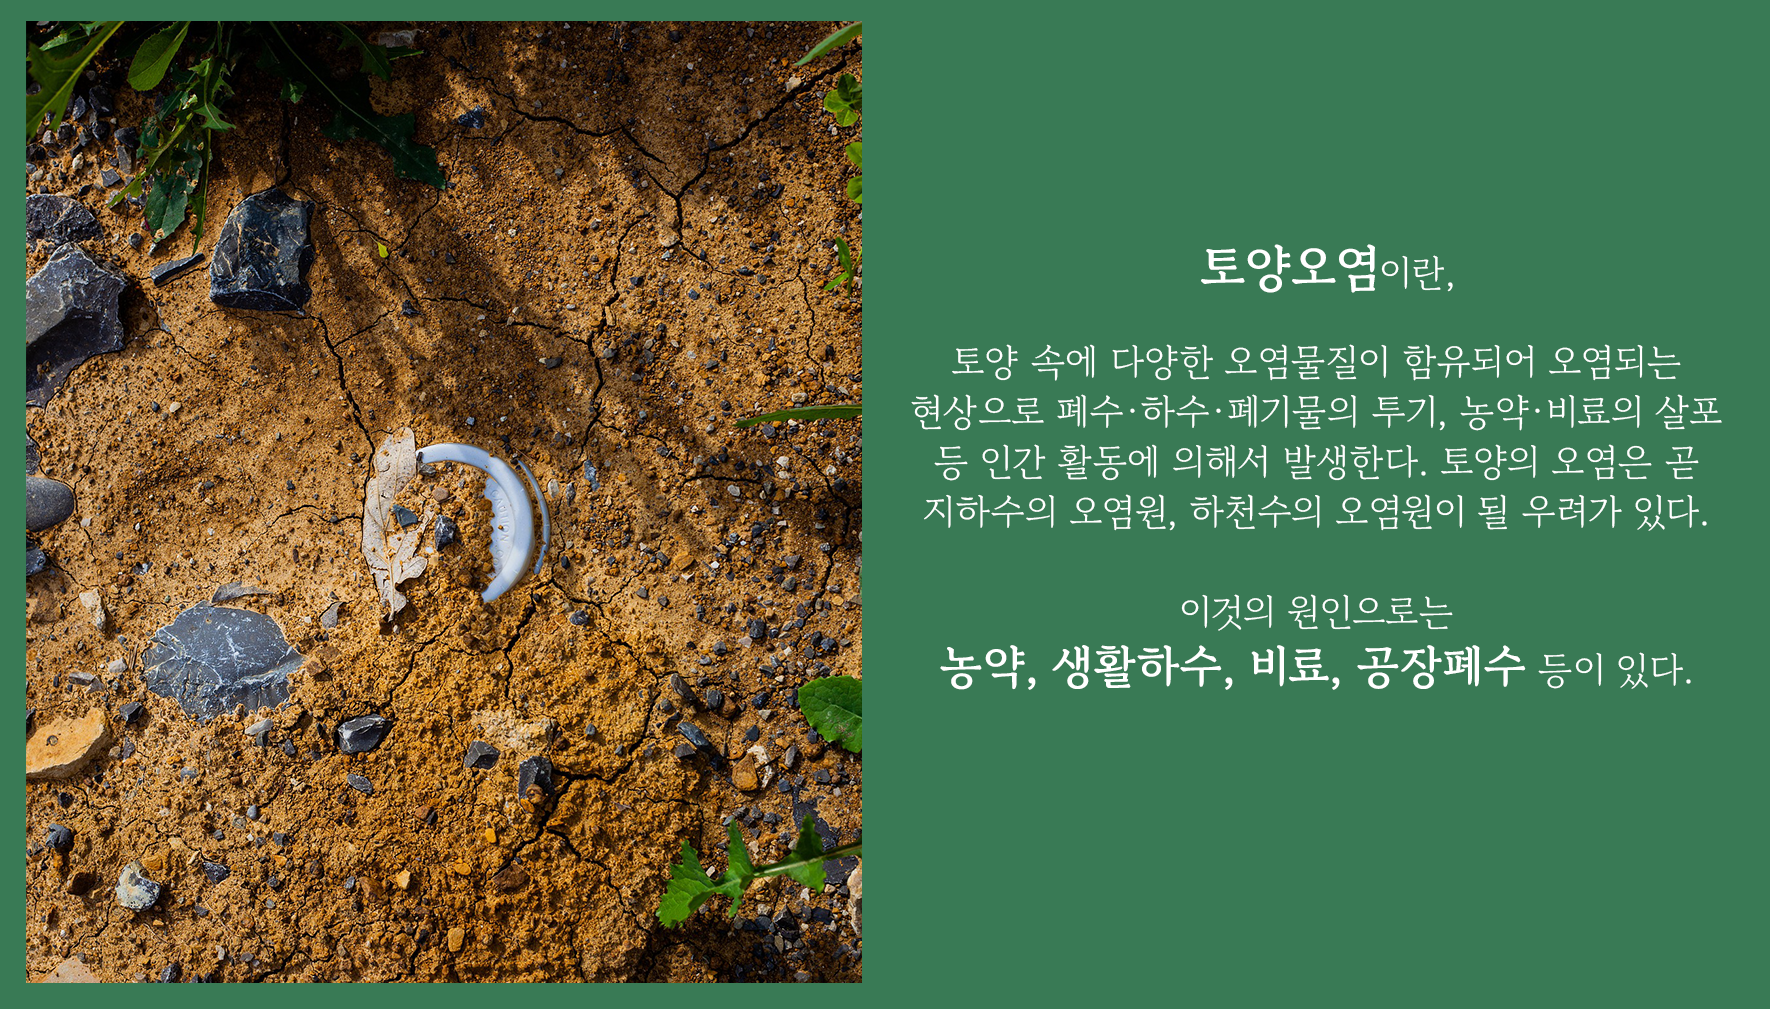 토양오염이란,
토양 속에 다양한 오염물질이 함유되어 오염되는
현상으로 폐수·하수·폐기물의 투기, 농약·비료의 살포
등 인간 활동에 의해서 발생한다. 토양의 오염은 곧
지하수의 오염원, 하천수의 오염원이 될 우려가 있다.
이것의 원인으로는
농약, 생활하수, 비료, 공장폐수 등이 있다.